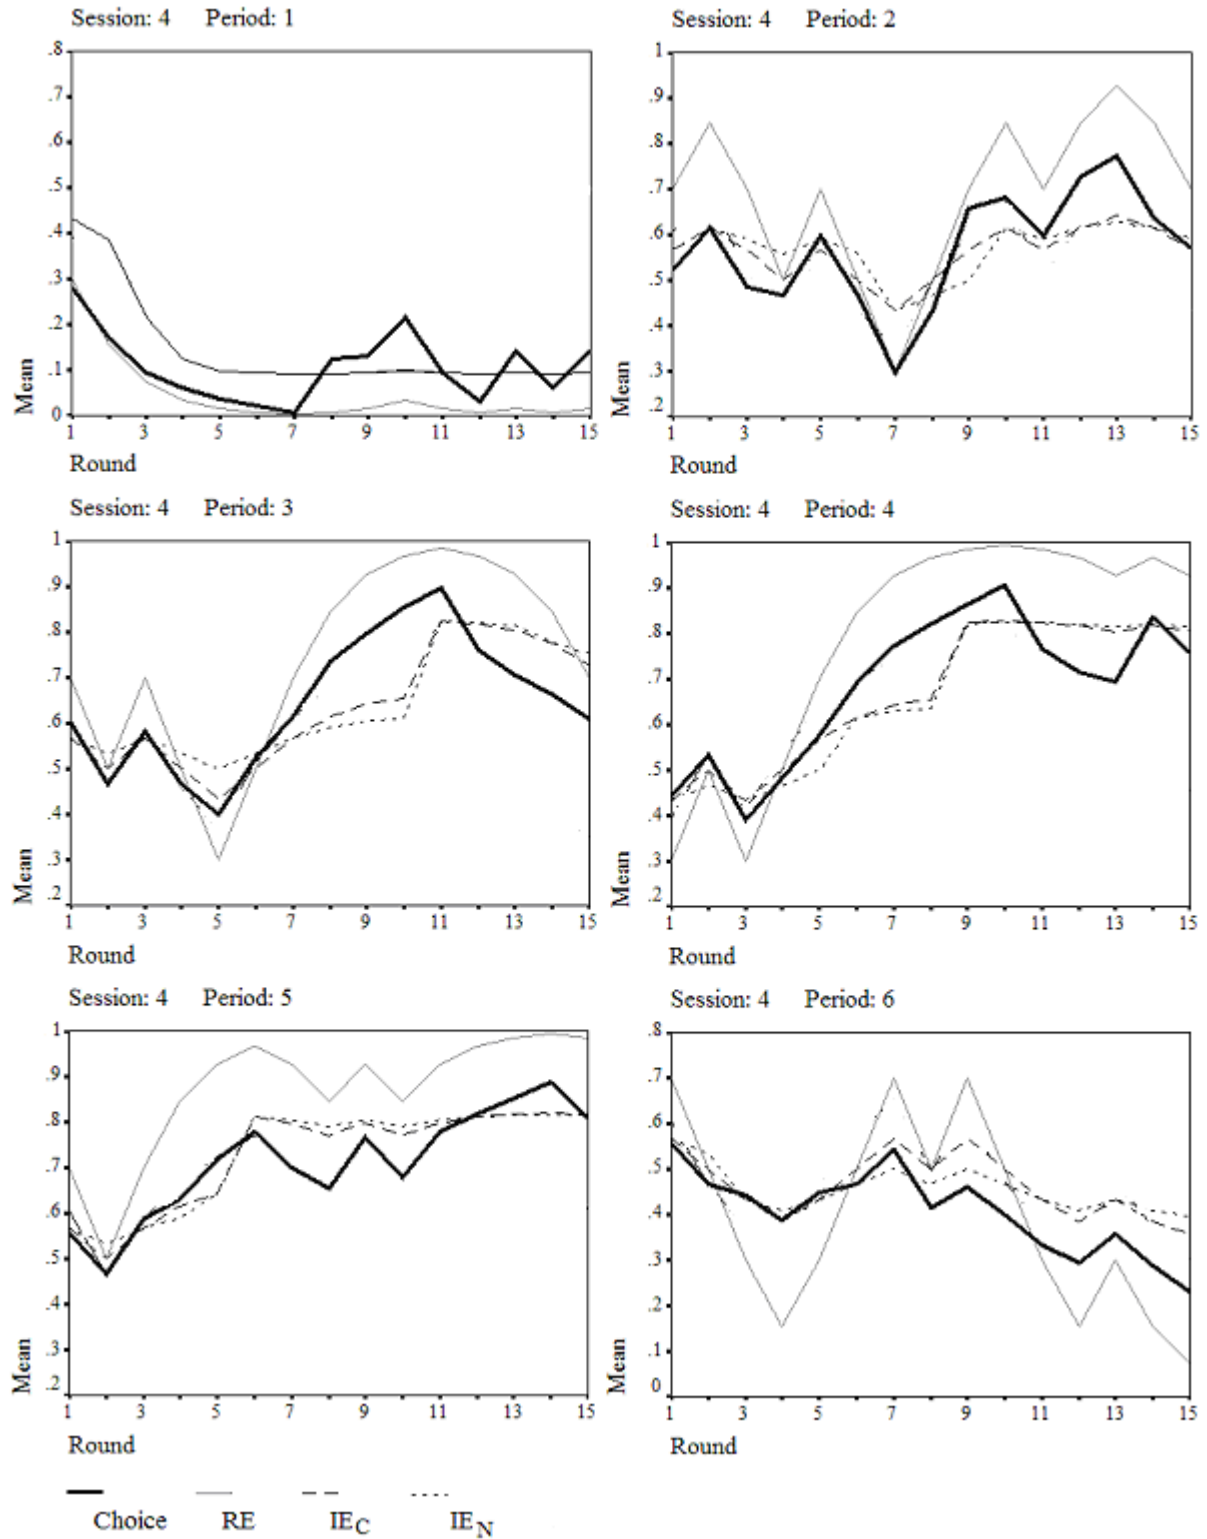 Session: 4 Period: 1
.8
.7
.6
.5
.4
.3
.2
.1
0
Mean
1 3 5 7 9 11 13 15
Round
Session: 4 Period: 2
1
.9
.8
.7
.6
.5
.4
.3
.2
Mean
1 3 5 7 9 11 13 15
Round
Session: 4 Period: 3
1
.9
.8
.7
.6
.5
.4
.3
.2
Mean
1 3 5 7 9 11 13 15
Round
Session: 4 Period: 4
1
.9
.8
.7
.6
.5
.4
.3
.2
Mean
1 3 5 7 9 11 13 15
Round
Session: 4 Period: 5
1
.9
.8
.7
.6
.5
.4
.3
.2
Mean
1 3 5 7 9 11 13 15
Round
Session: 4 Period: 6
.8
.7
.6
.5
.4
.3
.2
.1
0
Mean
1 3 5 7 9 11 13 15
Round
Choice RE IEC IEN